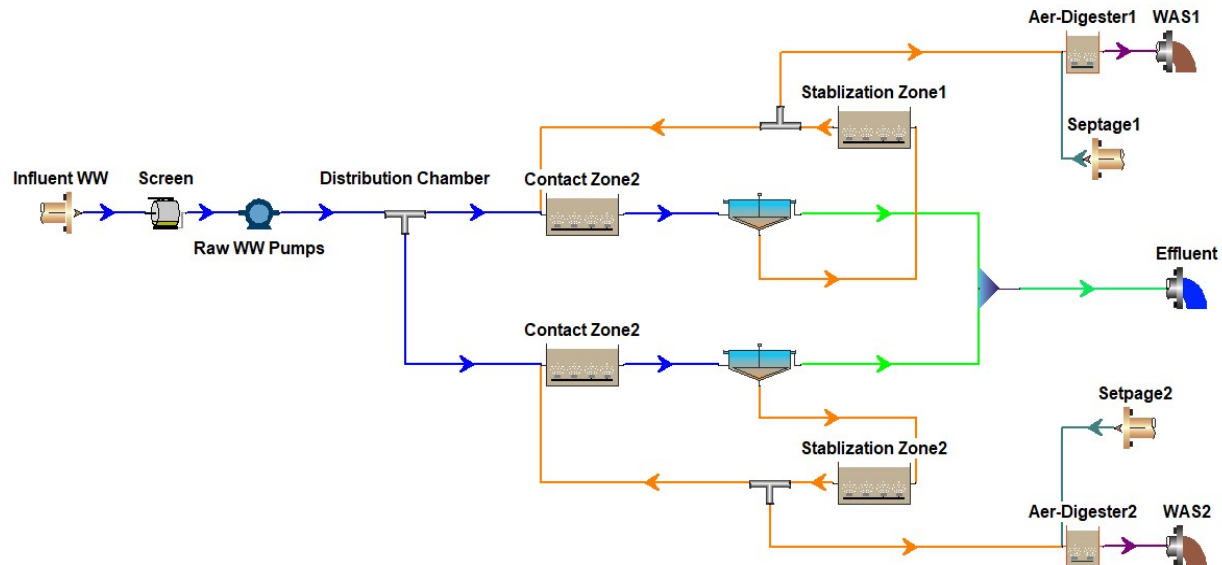 Aer-Digester1 WAS1
Stablization Zone1
Septage1
Influent WW Screen Distribution Chamber Contact Zone2
Raw WW Pumps
Effluent
Contact Zone2
Setpage2
Stablization Zone2
Aer-Digester2 WAS2